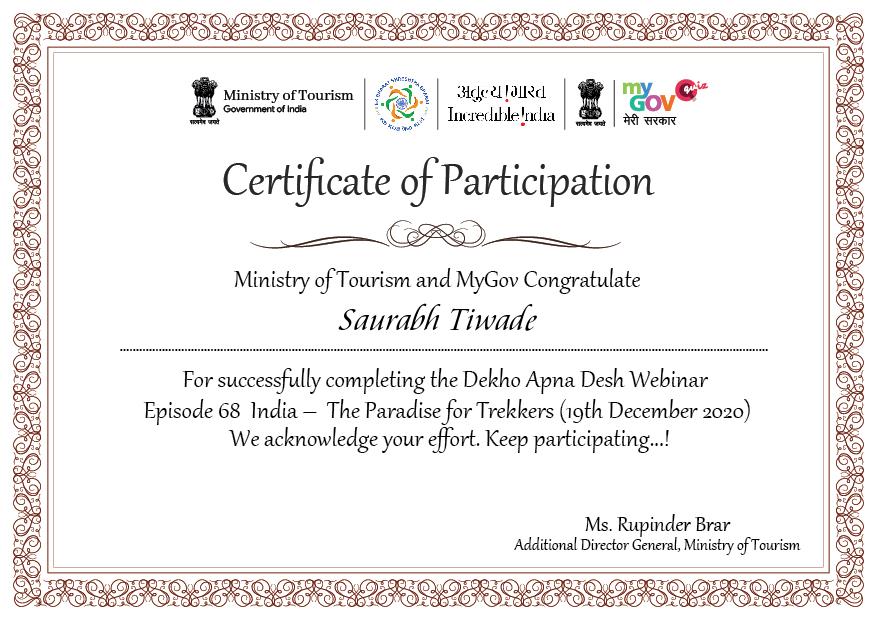 Ministry of Tourism
Government of India
सत्यमेव जयते
EK BHARAT SHRESHTHA BHARAT
अतुल्य!भारत
Incredible!ndia
सत्यमेव जयते
my
GOV
quiz
मेरी सरकार
Certificate of Participation
Ministry of Tourism and MyGov Congratulate
Saurabh Tiwade
For successfully completing the Dekho Apna Desh Webinar
Episode 68 India – The Paradise for Trekkers (19th December 2020)
We acknowledge your effort. Keep participating...!
Ms. Rupinder Brar
Additional Director General, Ministry of Tourism